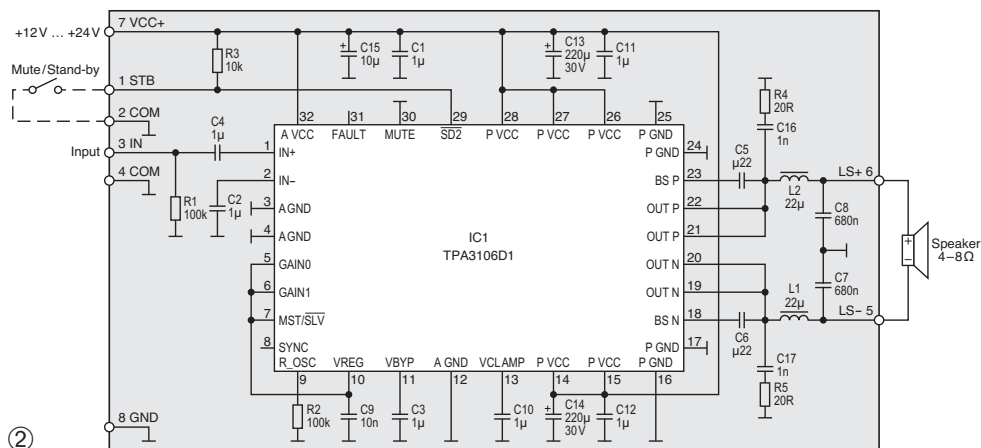 7 VCC+
+12V ... +24V
R3
10k
C15
10µ
C1
1µ
C13
220µ
30V
C11
1µ
Mute/Stand-by
1 STB
R4
20R
2 COM
32
31
30
29
28
27
26
25
C4
1µ
A VCC
FAULT
MUTE
SD2
P VCC
P VCC
P VCC
P GND
C16
1n
Input
3 IN
1
IN+
P GND
24
C5
µ22
4 COM
2
IN–
BS P
23
LS+ 6
R1
100k
C2
1µ
3
A GND
OUT P
22
L2
22µ
C8
680n
4
A GND
OUT P
21
IC1
TPA3106D1
Speaker
4–8Ω
5
GAIN0
OUT N
20
6
GAIN1
OUT N
19
L1
22µ
C7
680n
7
MST/SLV
BS N
18
LS– 5
C6
µ22
8
SYNC
P GND
17
R_OSC
VREG
VBYP
A GND
VCLAMP
P VCC
P VCC
P GND
9
10
11
12
13
14
15
16
C17
1n
R5
20R
R2
100k
C9
10n
C3
1µ
C10
1µ
C14
220µ
30V
C12
1µ
8 GND
2